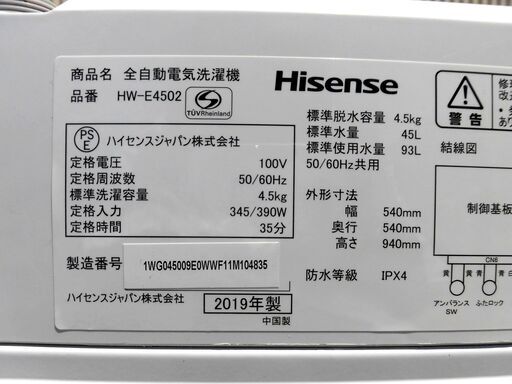 商品名 全自動電気洗濯機
品番 HW-E4502
TÜVRheinland
Hisense
PS
E
ハイセンスジャパン株式会社
定格電圧 100V
定格周波数 50/60Hz
標準洗濯容量 4.5kg
定格入力 345/390W
定格時間 35分
製造番号 1WG045009E0WWF11M104835
ハイセンスジャパン株式会社
2019年製
中国製
標準脱水容量 4.5kg
標準水量 45L
標準使用水量 93L
50/60Hz共用
外形寸法
幅 540mm
奥行 540mm
高さ 940mm
防水等級 IPX4
警告
修
改造
あり
結線図
制御基板
CN6
黄 黄 青 青 白
アンバランス
SW
ふたロック